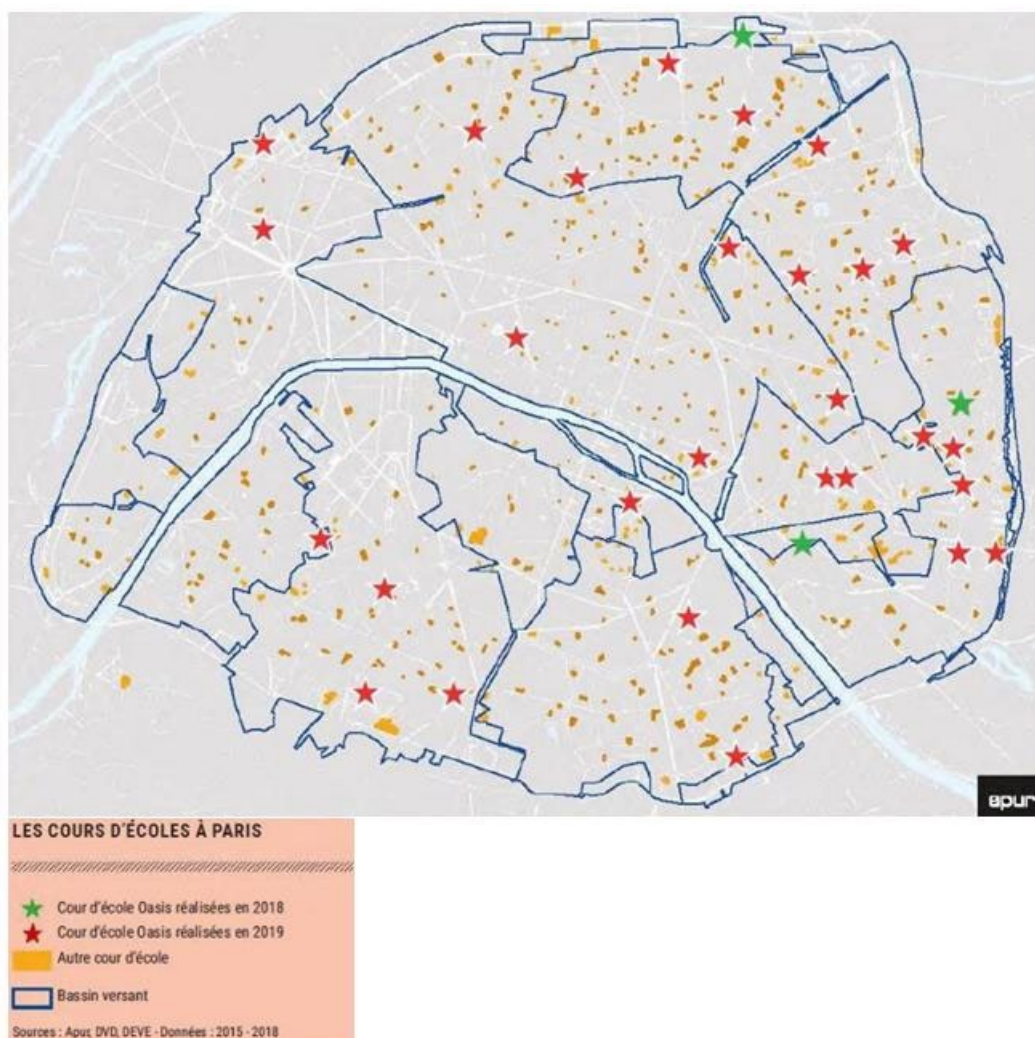 apur
LES COURS D'ÉCOLES À PARIS
Cour d'école Oasis réalisées en 2018
Cour d'école Oasis réalisées en 2019
Autre cour d'école
Bassin versant
Sources : Apur, DVD, DEVE - Données : 2015 - 2018